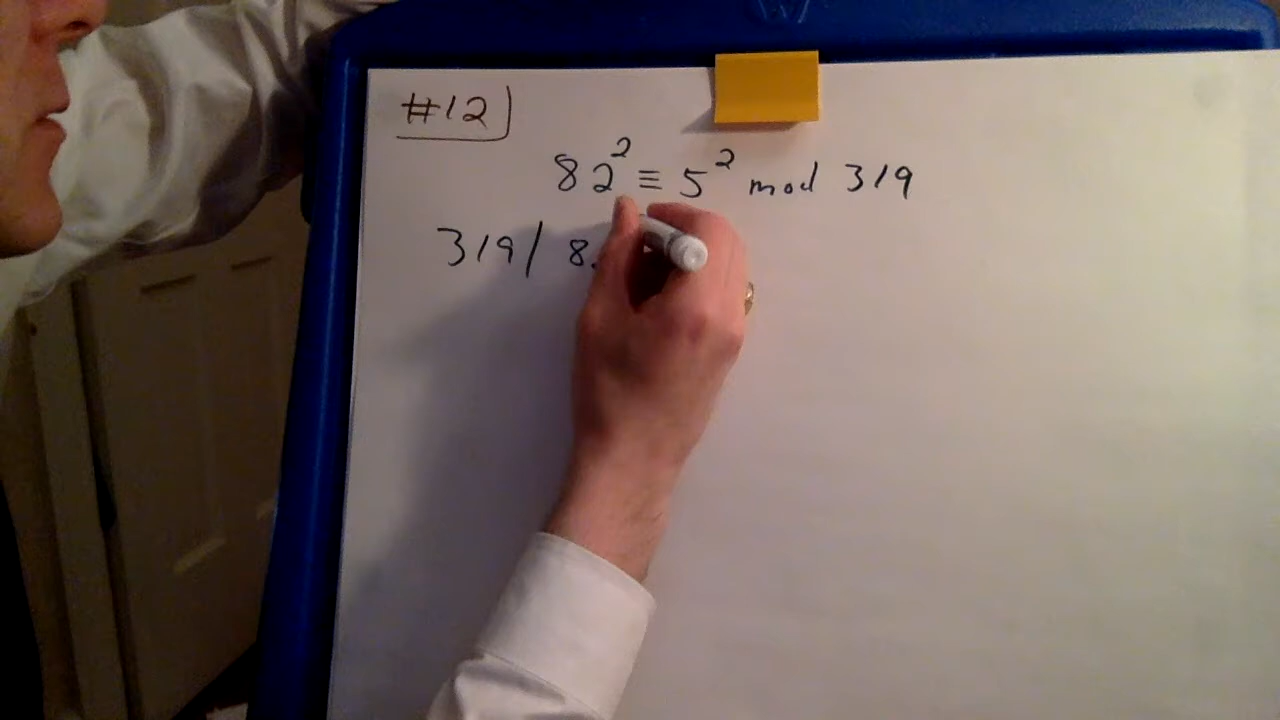 #12
82² ≡ 5² mod 319
319/ 8